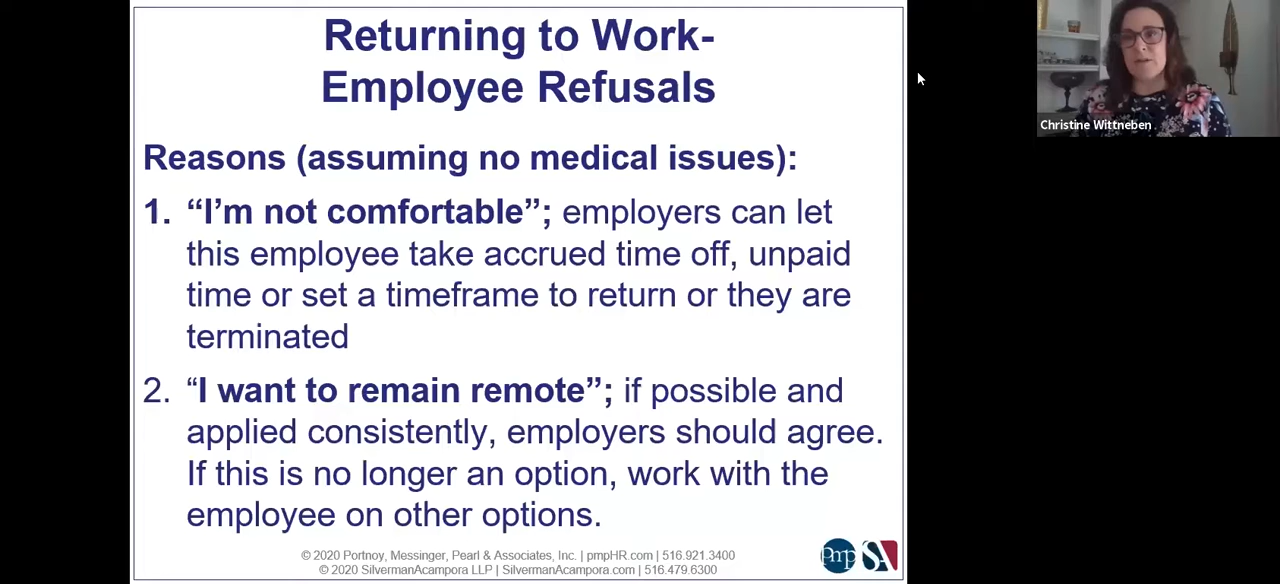 Returning to Work-
Employee Refusals
Reasons (assuming no medical issues):
1. “I’m not comfortable”; employers can let
this employee take accrued time off, unpaid
time or set a timeframe to return or they are
terminated
2. “I want to remain remote”; if possible and
applied consistently, employers should agree.
If this is no longer an option, work with the
employee on other options.
© 2020 Portnoy, Messinger, Pearl & Associates, Inc. | pmpHR.com | 516.921.3400
© 2020 SilvermanAcampora LLP | SilvermanAcampora.com | 516.479.6300
pmp SA
Christine Wittneben